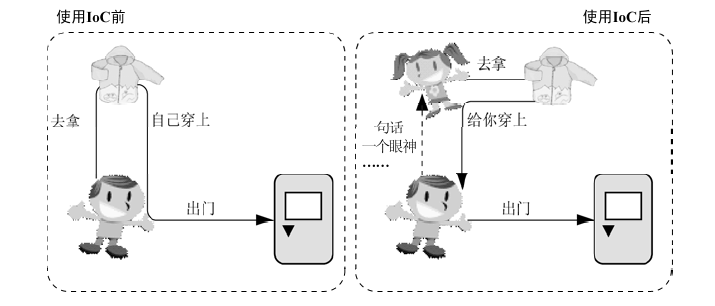 使用IoC前
使用IoC后
去拿
自己穿上
出门
去拿
一句话
一个眼神
……
给你穿上
出门